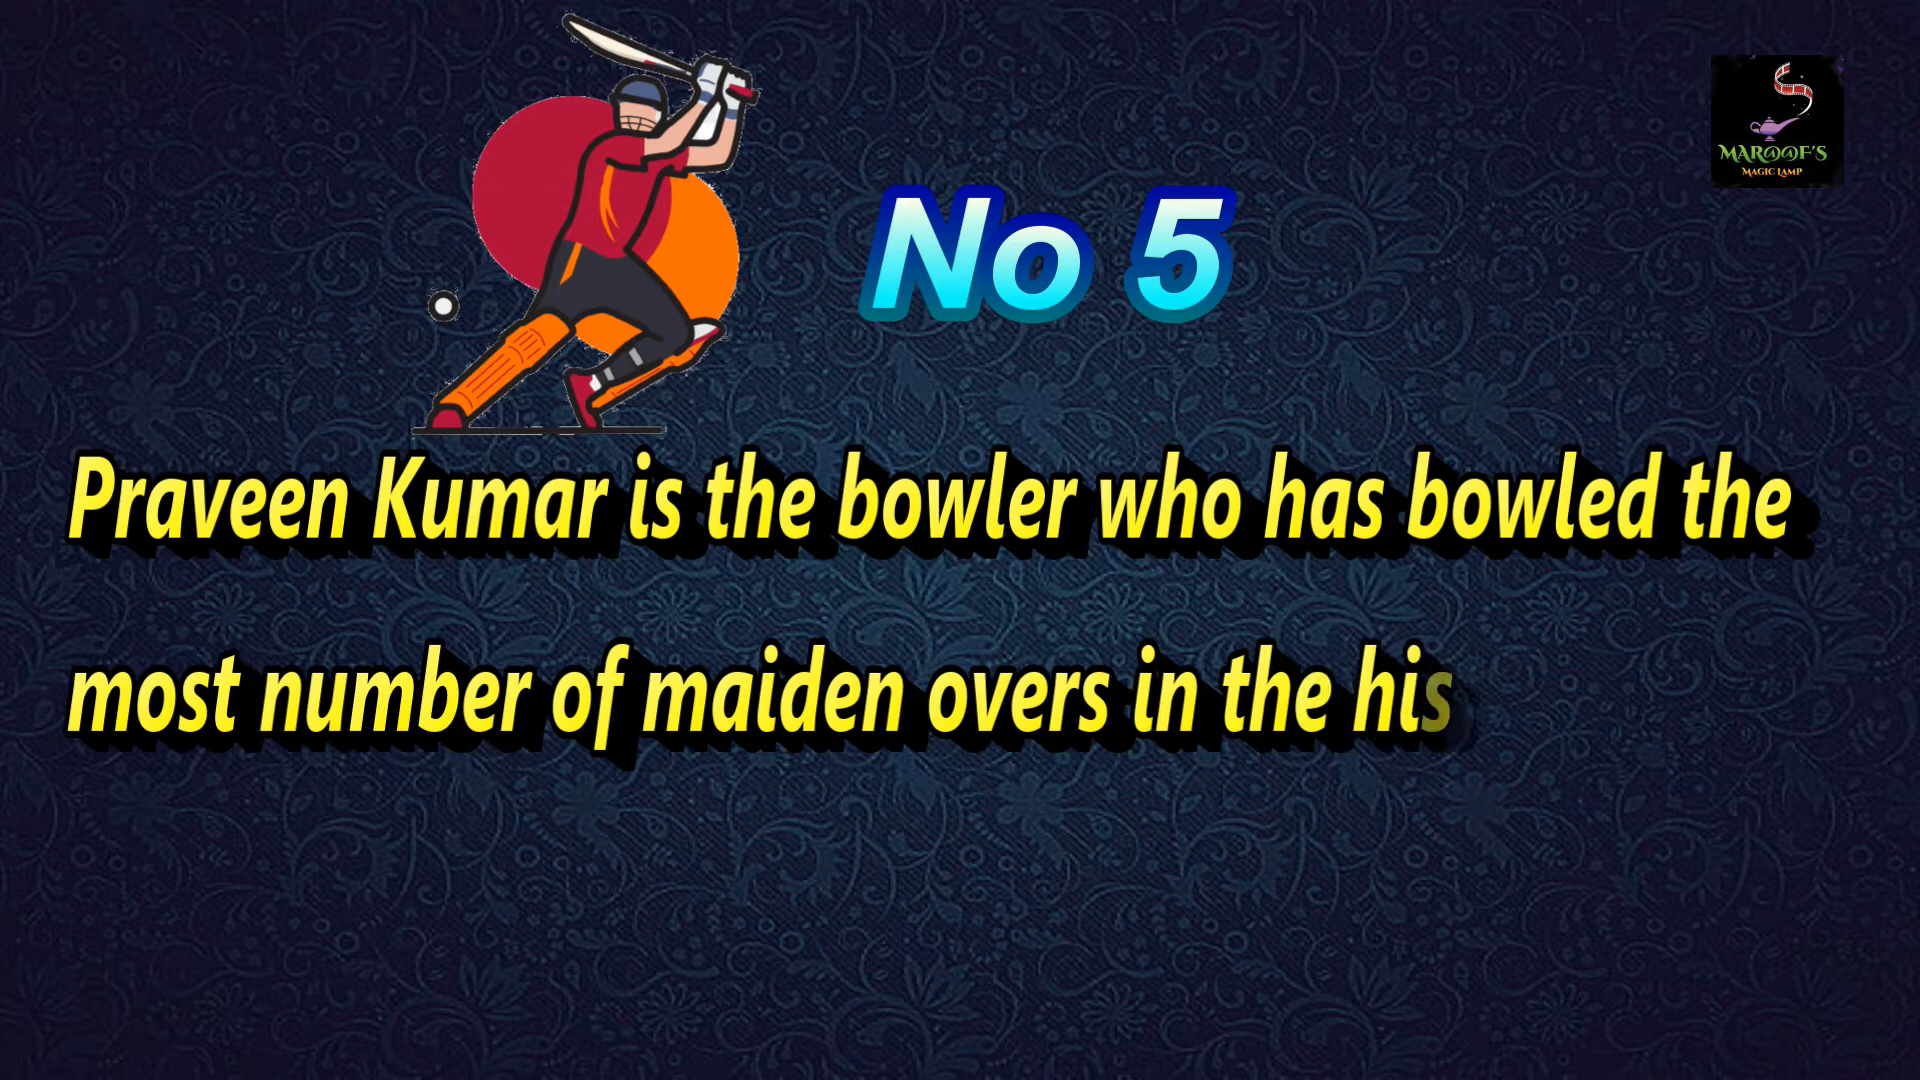 MAR@@F'S
MAGIC LAMP
No 5
Praveen Kumar is the bowler who has bowled the
most number of maiden overs in the his